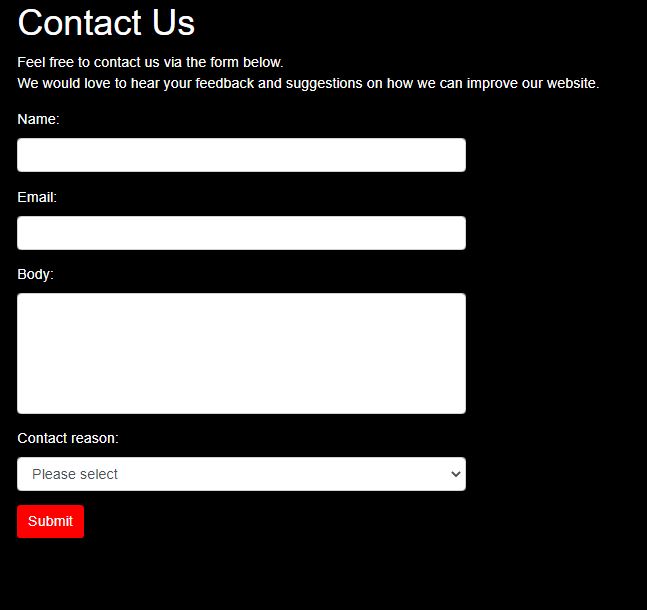 Contact Us
Feel free to contact us via the form below.
We would love to hear your feedback and suggestions on how we can improve our website.
Name:
Email:
Body:
Contact reason:
Please select
Submit